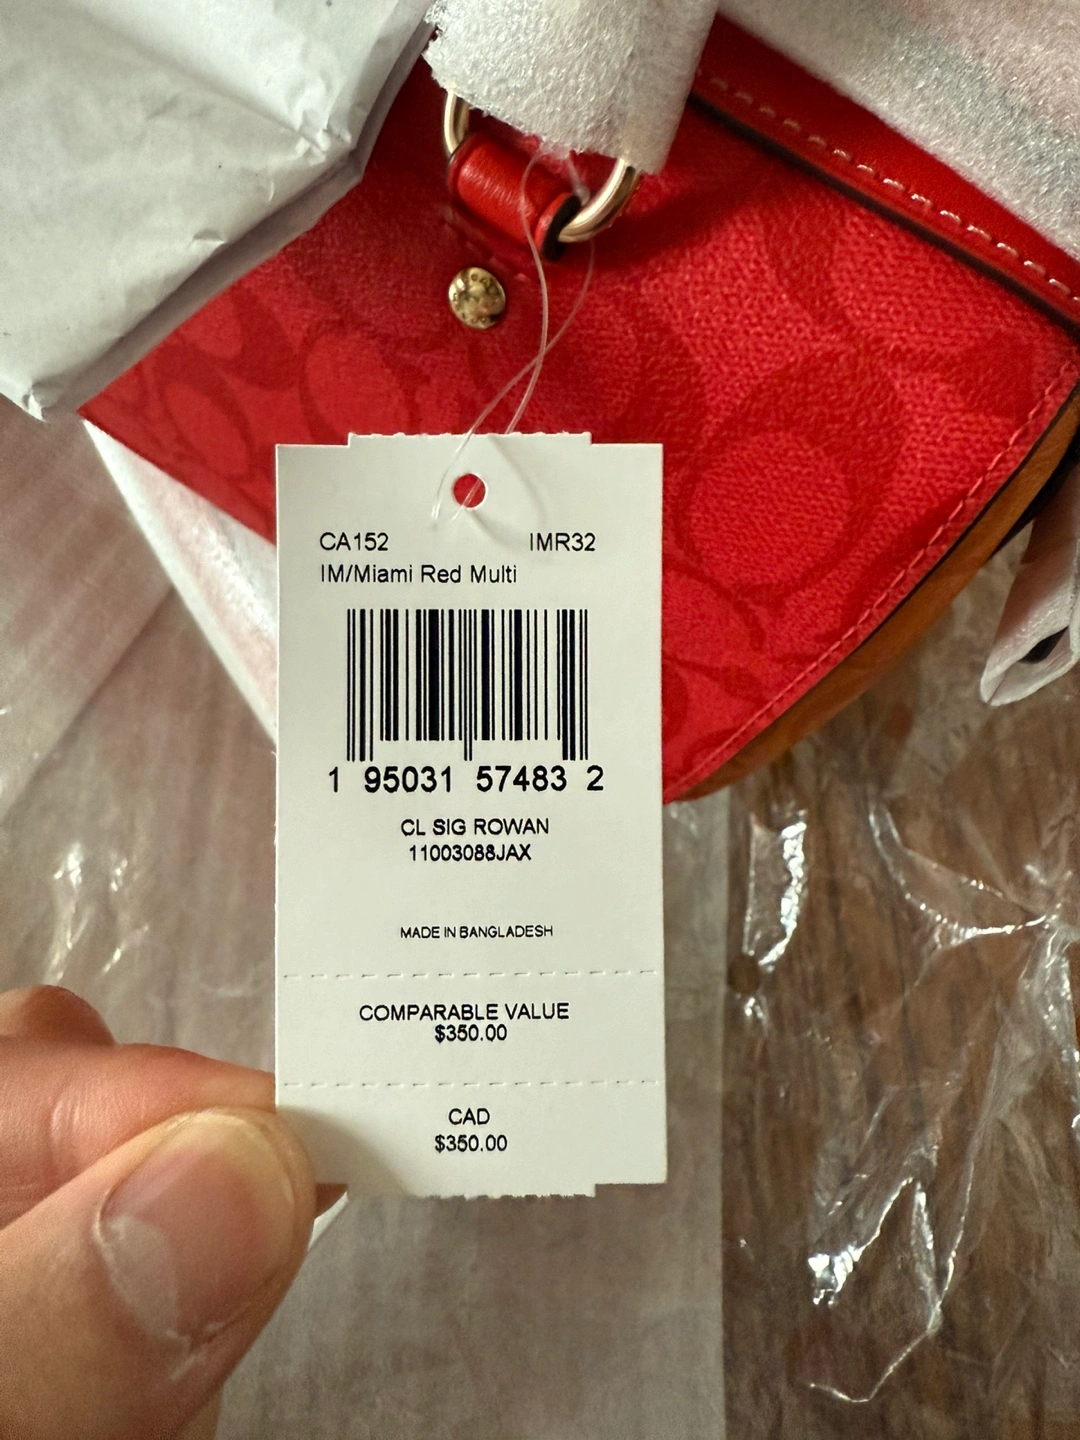 CA152 IMR32
IM/Miami Red Multi
1 95031 57483 2
CL SIG ROWAN
11003088JAX
MADE IN BANGLADESH
COMPARABLE VALUE
$350.00
CAD
$350.00